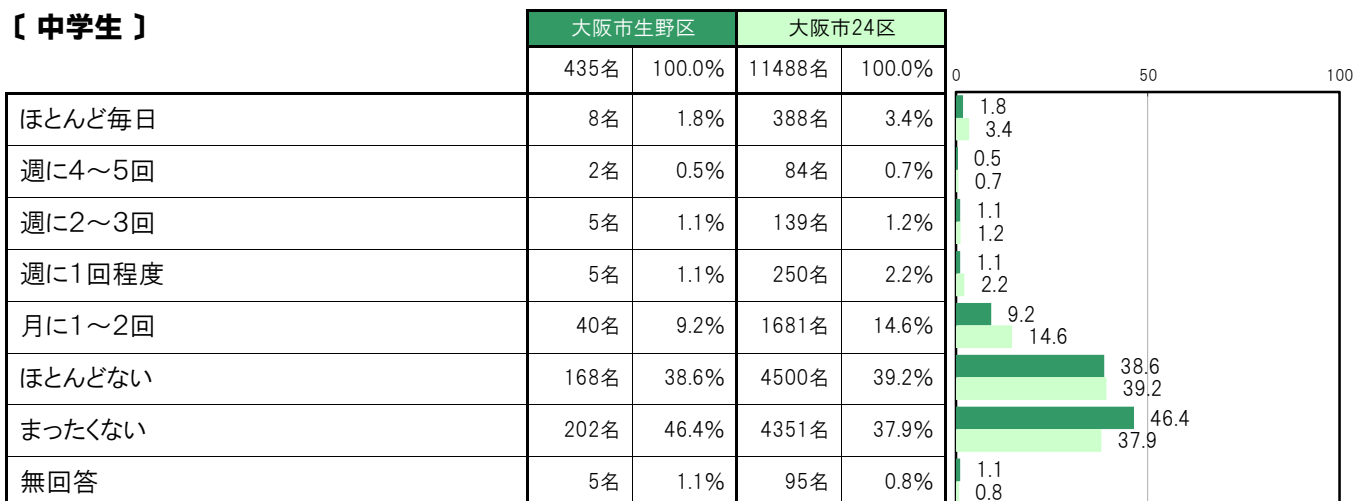 〔 中学生 〕
大阪市生野区 大阪市24区
435名 100.0% 11488名 100.0% 0 50 100
ほとんど毎日 8名 1.8% 388名 3.4% 1.8
3.4
週に4～5回 2名 0.5% 84名 0.7% 0.5
0.7
週に2～3回 5名 1.1% 139名 1.2% 1.1
1.2
週に1回程度 5名 1.1% 250名 2.2% 1.1
2.2
月に1～2回 40名 9.2% 1681名 14.6% 9.2
14.6
ほとんどない 168名 38.6% 4500名 39.2% 38.6
39.2
まったくない 202名 46.4% 4351名 37.9% 46.4
37.9
無回答 5名 1.1% 95名 0.8% 1.1
0.8